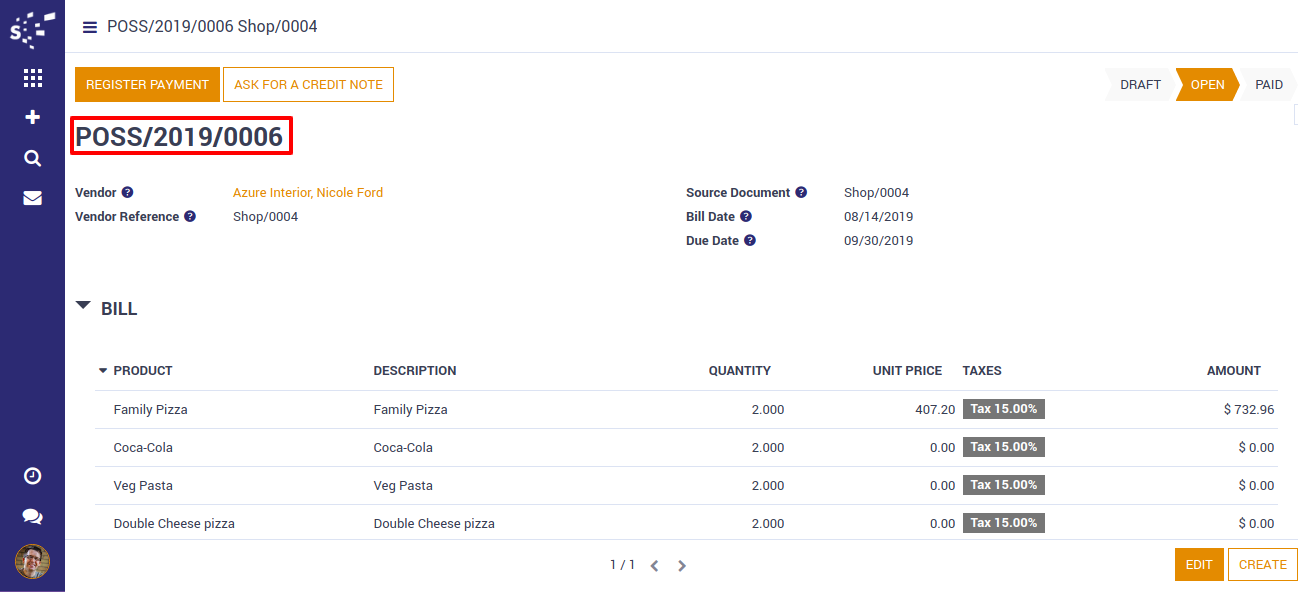 POSS/2019/0006 Shop/0004
REGISTER PAYMENT ASK FOR A CREDIT NOTE DRAFT OPEN PAID
POSS/2019/0006
Vendor Azure Interior, Nicole Ford Source Document Shop/0004
Vendor Reference Shop/0004 Bill Date 08/14/2019
Due Date 09/30/2019
BILL
PRODUCT DESCRIPTION QUANTITY UNIT PRICE TAXES AMOUNT
Family Pizza Family Pizza 2.000 407.20 Tax 15.00% $ 732.96
Coca-Cola Coca-Cola 2.000 0.00 Tax 15.00% $ 0.00
Veg Pasta Veg Pasta 2.000 0.00 Tax 15.00% $ 0.00
Double Cheese pizza Double Cheese pizza 2.000 0.00 Tax 15.00% $ 0.00
1 / 1 EDIT CREATE